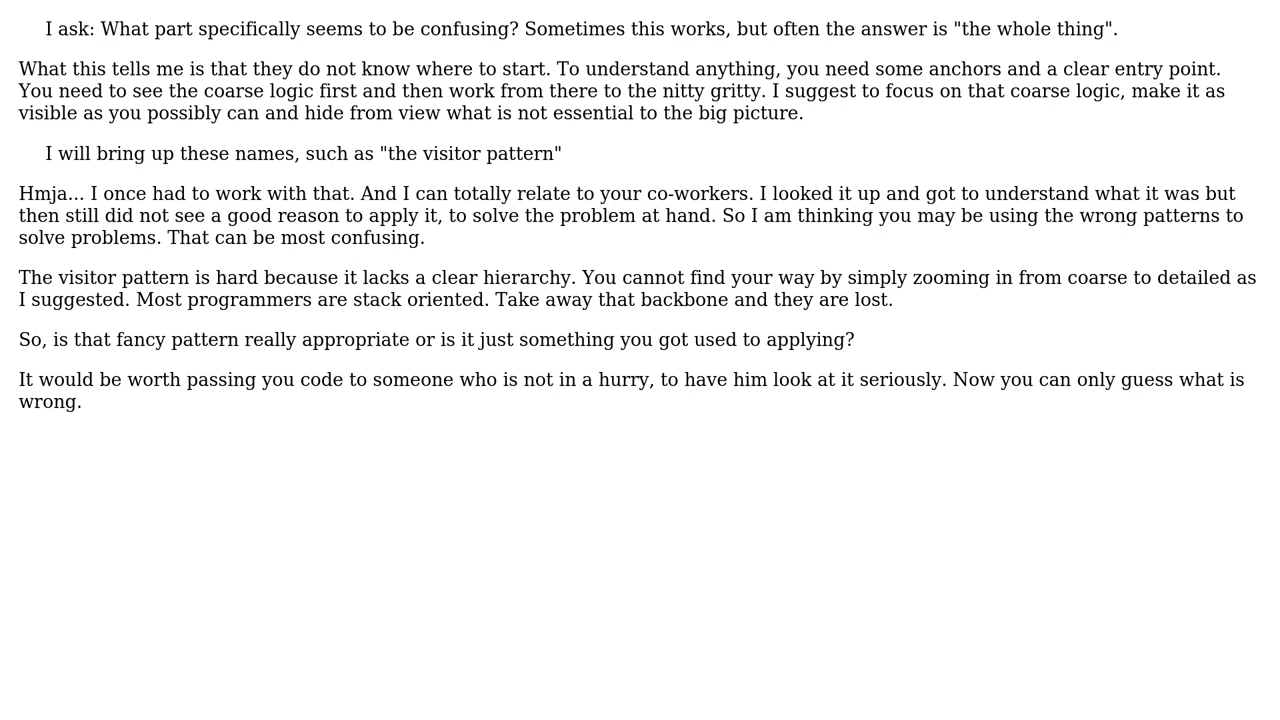 I ask: What part specifically seems to be confusing? Sometimes this works, but often the answer is "the whole thing".
What this tells me is that they do not know where to start. To understand anything, you need some anchors and a clear entry point.
You need to see the coarse logic first and then work from there to the nitty gritty. I suggest to focus on that coarse logic, make it as
visible as you possibly can and hide from view what is not essential to the big picture.
I will bring up these names, such as "the visitor pattern"
Hmja... I once had to work with that. And I can totally relate to your co-workers. I looked it up and got to understand what it was but
then still did not see a good reason to apply it, to solve the problem at hand. So I am thinking you may be using the wrong patterns to
solve problems. That can be most confusing.
The visitor pattern is hard because it lacks a clear hierarchy. You cannot find your way by simply zooming in from coarse to detailed as
I suggested. Most programmers are stack oriented. Take away that backbone and they are lost.
So, is that fancy pattern really appropriate or is it just something you got used to applying?
It would be worth passing you code to someone who is not in a hurry, to have him look at it seriously. Now you can only guess what is
wrong.